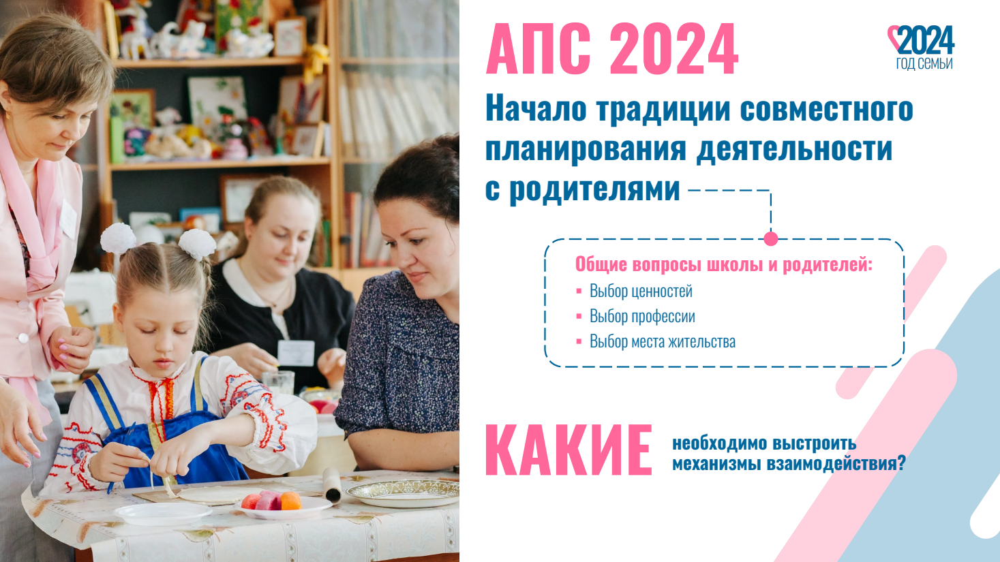 АПС 2024
2024
год семьи
Начало традиции совместного
планирования деятельности
с родителями
Общие вопросы школы и родителей:
Выбор ценностей
Выбор профессии
Выбор места жительства
КАКИЕ
необходимо выстроить
механизмы взаимодействия?